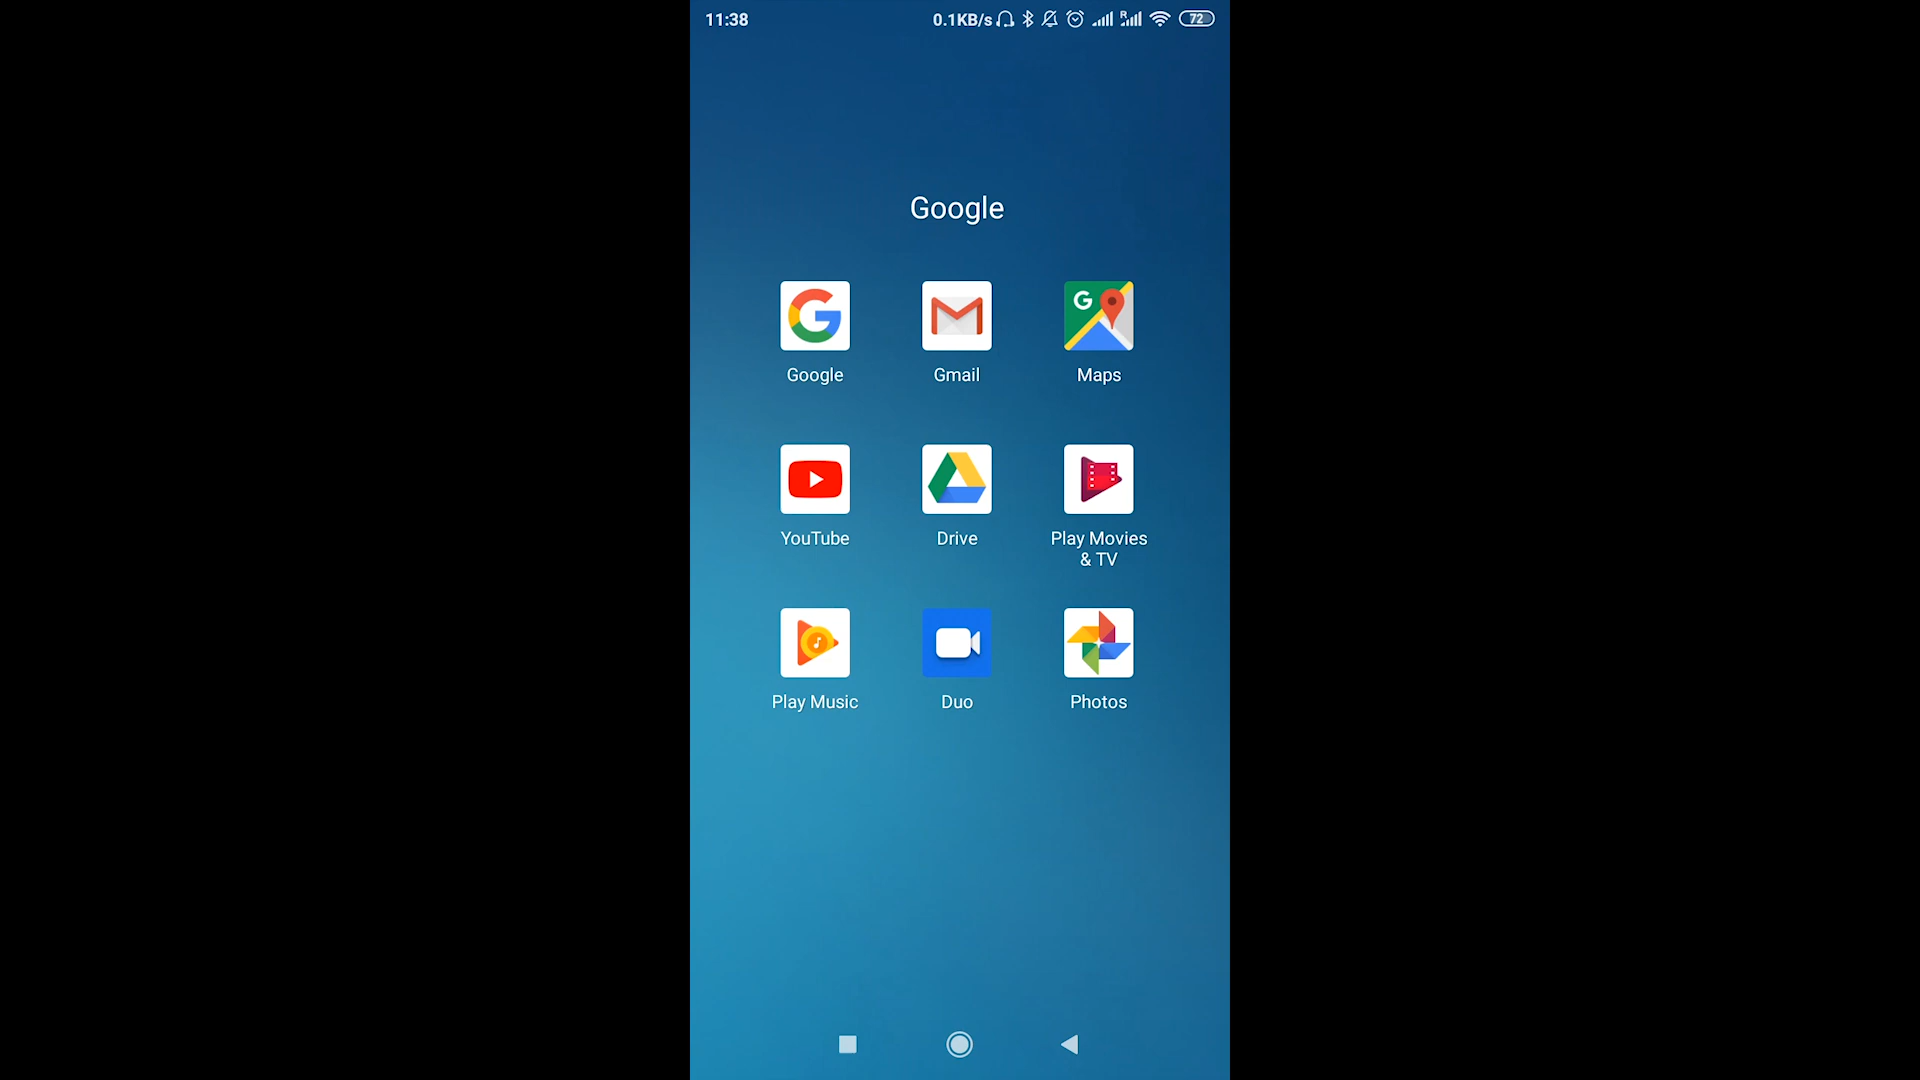 11:38 0.1KB/s R 72
Google
G
Google Gmail Maps
YouTube Drive Play Movies
& TV
Play Music Duo Photos